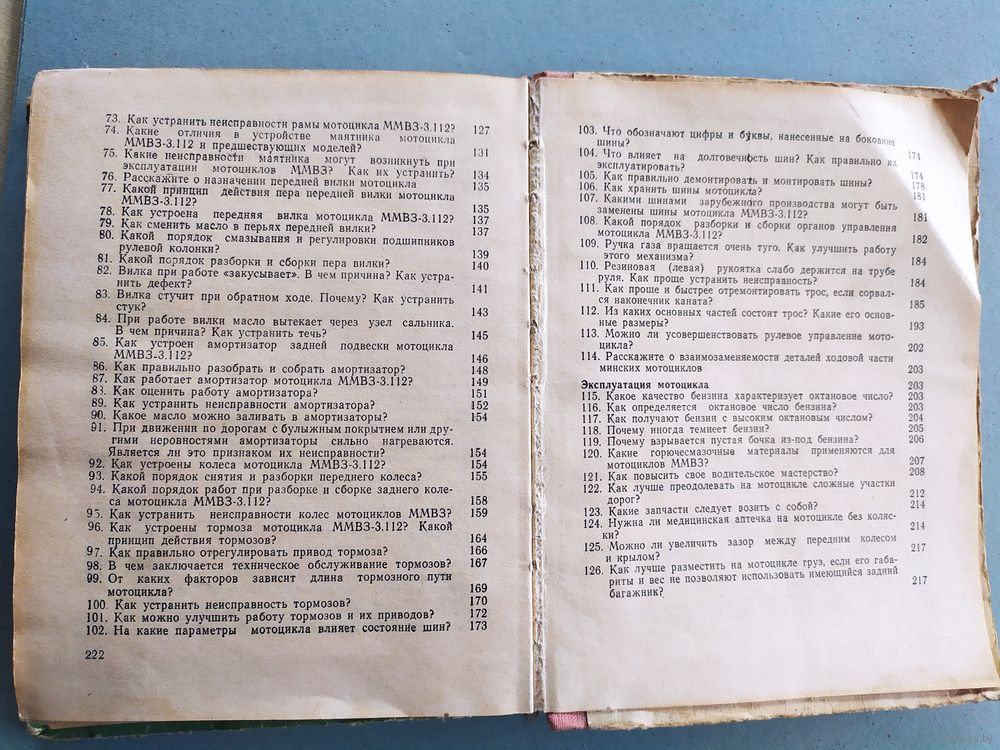 73. Как устранить неисправности рамы мотоцикла ММВЗ-3.112? 127
74. Какие отличия в устройстве маятника мотоцикла
ММВЗ-3.112 и предшествующих моделей? 131
75. Какие неисправности маятника могут возникнуть при
эксплуатации мотоциклов ММВЗ? Как их устранить? 134
76. Расскажите о назначении передней вилки мотоцикла 135
77. Какой принцип действия пера передней вилки мотоцикла
ММВЗ-3.112? 135
78. Как устроена передняя вилка мотоцикла ММВЗ-3.112? 137
79. Как сменить масло в перьях передней вилки? 137
80. Какой порядок смазывания и регулировки подшипников
рулевой колонки? 139
81. Какой порядок разборки и сборки пера вилки? 140
82. Вилка при работе «закусывает». В чем причина? Как устра-
нить дефект? 141
83. Вилка стучит при обратном ходе. Почему? Как устранить
стук? 143
84. При работе вилки масло вытекает через узел сальника.
В чем причина? Как устранить течь? 145
85. Как устроен амортизатор задней подвески мотоцикла
ММВЗ-3.112? 146
86. Как правильно разобрать и собрать амортизатор? 148
87. Как работает амортизатор мотоцикла ММВЗ-3.112? 149
88. Как оценить работу амортизатора? 151
89. Как устранить неисправности амортизатора? 152
90. Какое масло можно заливать в амортизаторы? 154
91. При движении по дорогам с булыжным покрытием или дру-
гими неровностями амортизаторы сильно нагреваются.
Является ли это признаком их неисправности? 154
92. Как устроены колеса мотоцикла ММВЗ-3.112? 154
93. Какой порядок снятия и разборки переднего колеса? 155
94. Какой порядок работ при разборке и сборке заднего коле-
са мотоцикла ММВЗ-3.112? 158
95. Как устранить неисправности колес мотоциклов ММВЗ? 159
96. Как устроены тормоза мотоцикла ММВЗ-3.112? Какой
принцип действия тормозов? 164
97. Как правильно отрегулировать привод тормоза? 166
98. В чем заключается техническое обслуживание тормозов? 167
99. От каких факторов зависит длина тормозного пути
мотоцикла? 169
100. Как устранить неисправность тормозов? 170
101. Как можно улучшить работу тормозов и их приводов? 172
102. На какие параметры мотоцикла влияет состояние шин? 173
222
103. Что обозначают цифры и буквы, нанесенные на боковине
шины? 174
104. Что влияет на долговечность шин? Как правильно их
эксплуатировать? 174
105. Как правильно демонтировать и монтировать шины? 178
106. Как хранить шины мотоцикла? 181
107. Какими шинами зарубежного производства могут быть
заменены шины мотоцикла ММВЗ-3.112? 181
108. Какой порядок разборки и сборки органов управления
мотоцикла ММВЗ-3.112? 182
109. Ручка газа вращается очень туго. Как улучшить работу
этого механизма? 184
110. Резиновая (левая) рукоятка слабо держится на трубе
руля. Как проще устранить неисправность? 184
111. Как проще и быстрее отремонтировать трос, если сорвал-
ся наконечник каната? 185
112. Из каких основных частей состоит трос? Какие его основ-
ные размеры? 193
113. Можно ли усовершенствовать рулевое управление мото-
цикла? 202
114. Расскажите о взаимозаменяемости деталей ходовой части
минских мотоциклов 203
Эксплуатация мотоцикла 203
115. Какое качество бензина характеризует октановое число? 203
116. Как определяется октановое число бензина? 203
117. Как получают бензин с высоким октановым числом? 204
118. Почему иногда темнеет бензин? 205
119. Почему взрывается пустая бочка из-под бензина? 206
120. Какие горючесмазочные материалы применяются для
мотоциклов ММВЗ? 207
121. Как повысить свое водительское мастерство? 208
122. Как лучше преодолевать на мотоцикле сложные участки
дорог? 212
123. Какие запчасти следует возить с собой? 214
124. Нужна ли медицинская аптечка на мотоцикле без коляс-
ки? 214
125. Можно ли увеличить зазор между передним колесом
и крылом? 217
126. Как лучше разместить на мотоцикле груз, если его габа-
риты и вес не позволяют использовать имеющийся задний
багажник? 217